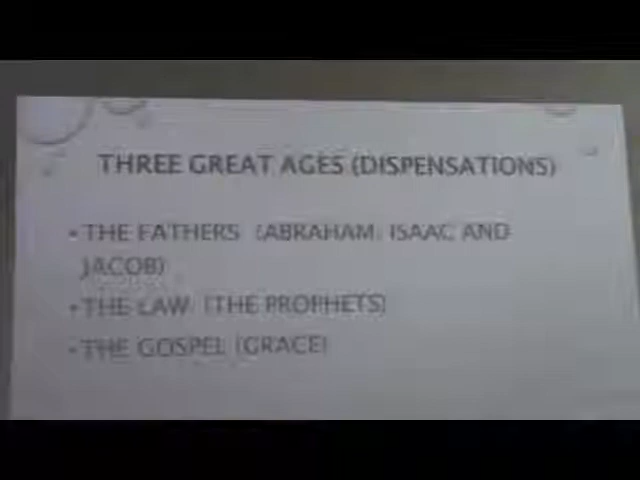 THREE GREAT AGES (DISPENSATIONS)
• THE FATHERS (ABRAHAM, ISAAC AND
JACOB)
• THE LAW (THE PROPHETS)
• THE GOSPEL (GRACE)